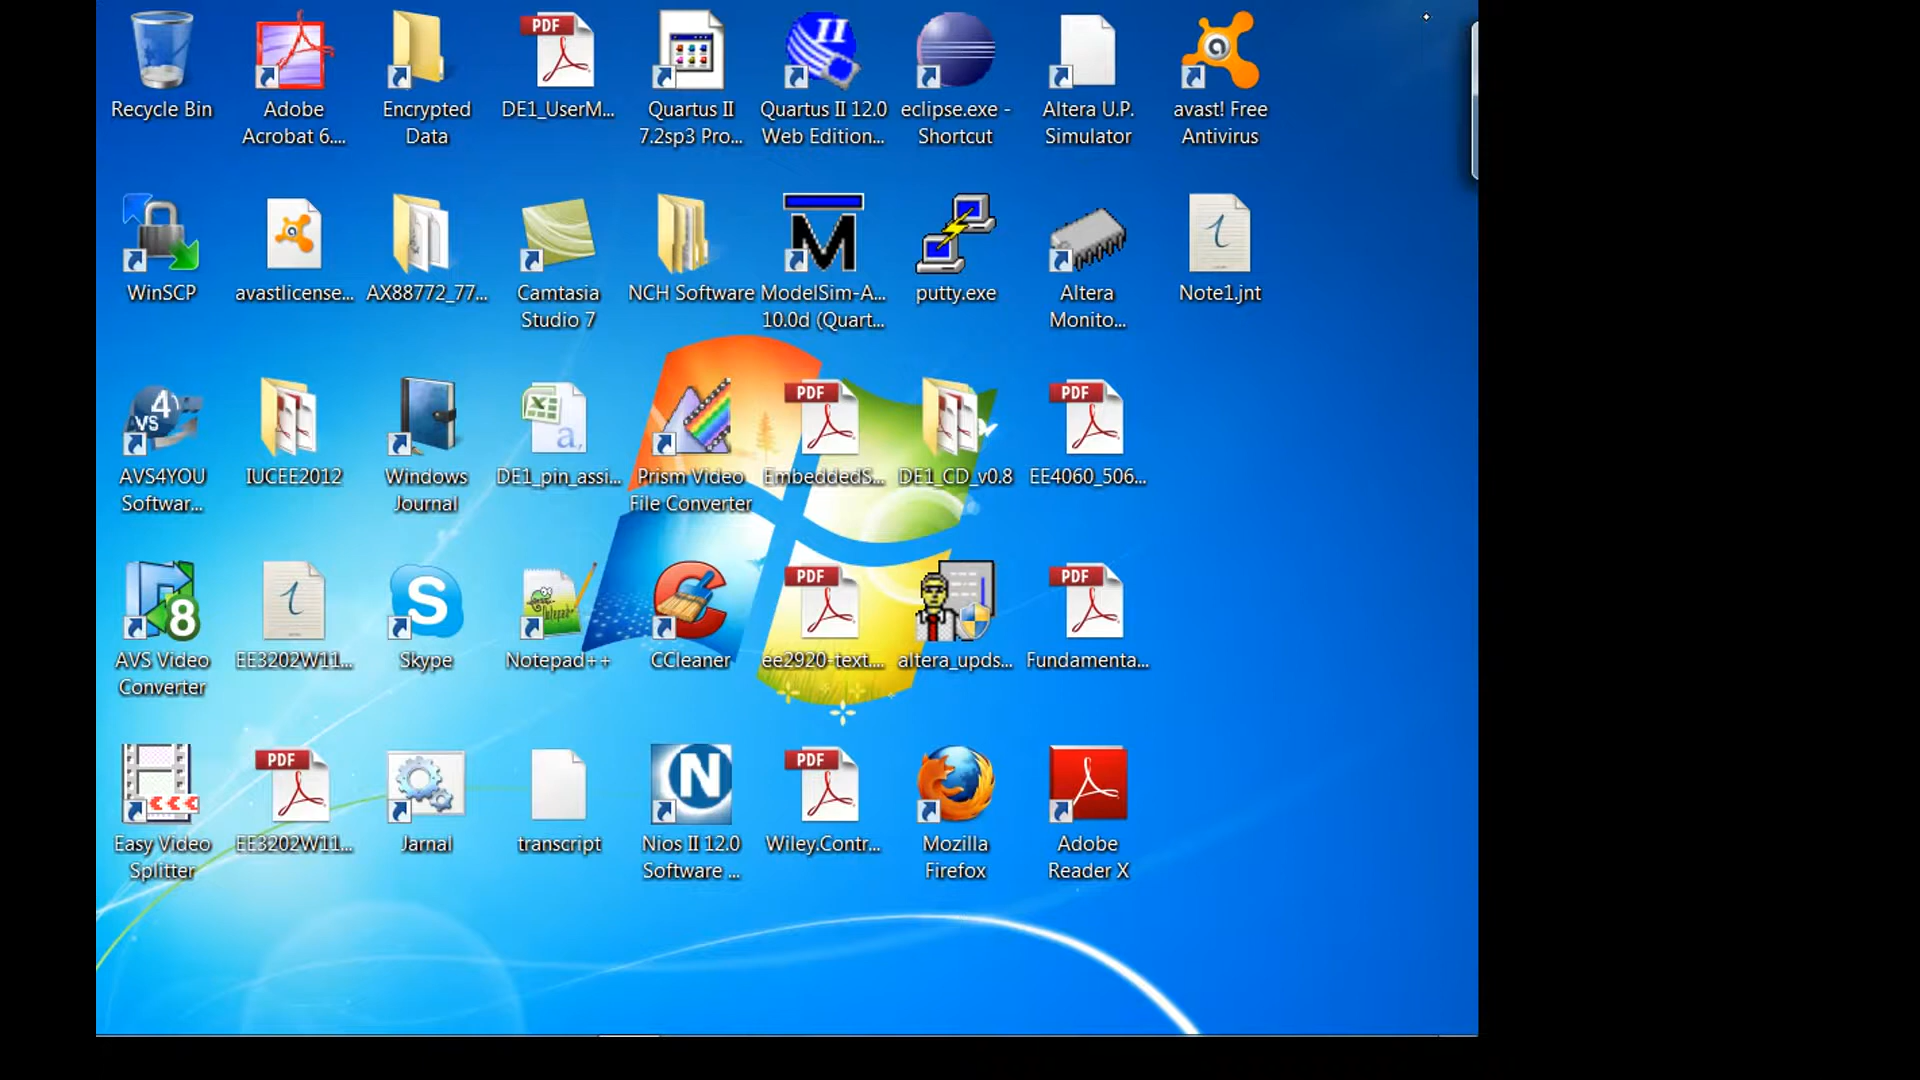 Recycle Bin
Adobe
Acrobat 6....
Encrypted
Data
PDF
DE1_UserM...
Quartus II
7.2sp3 Pro...
II
Quartus II 12.0
Web Edition...
eclipse.exe -
Shortcut
Altera U.P.
Simulator
a
avast! Free
Antivirus
WinSCP
a
avastlicense...
AX88772_77...
Camtasia
Studio 7
NCH Software
M
ModelSim-A...
10.0d (Quart...
putty.exe
Altera
Monito...
Note1.jnt
4
AVS
AVS4YOU
Softwar...
IUCEE2012
Windows
Journal
X
a,
DE1_pin_assi...
Prism Video
File Converter
PDF
EmbeddedS...
DE1_CD_v0.8
PDF
EE4060_506...
8
AVS Video
Converter
EE3202W11...
S
Skype
Notepad++
C
CCleaner
PDF
ee2920-text....
altera_upds...
PDF
Fundamenta...
Easy Video
Splitter
PDF
EE3202W11...
Jarnal
transcript
N
Nios II 12.0
Software ...
PDF
Wiley.Contr...
Mozilla
Firefox
Adobe
Reader X